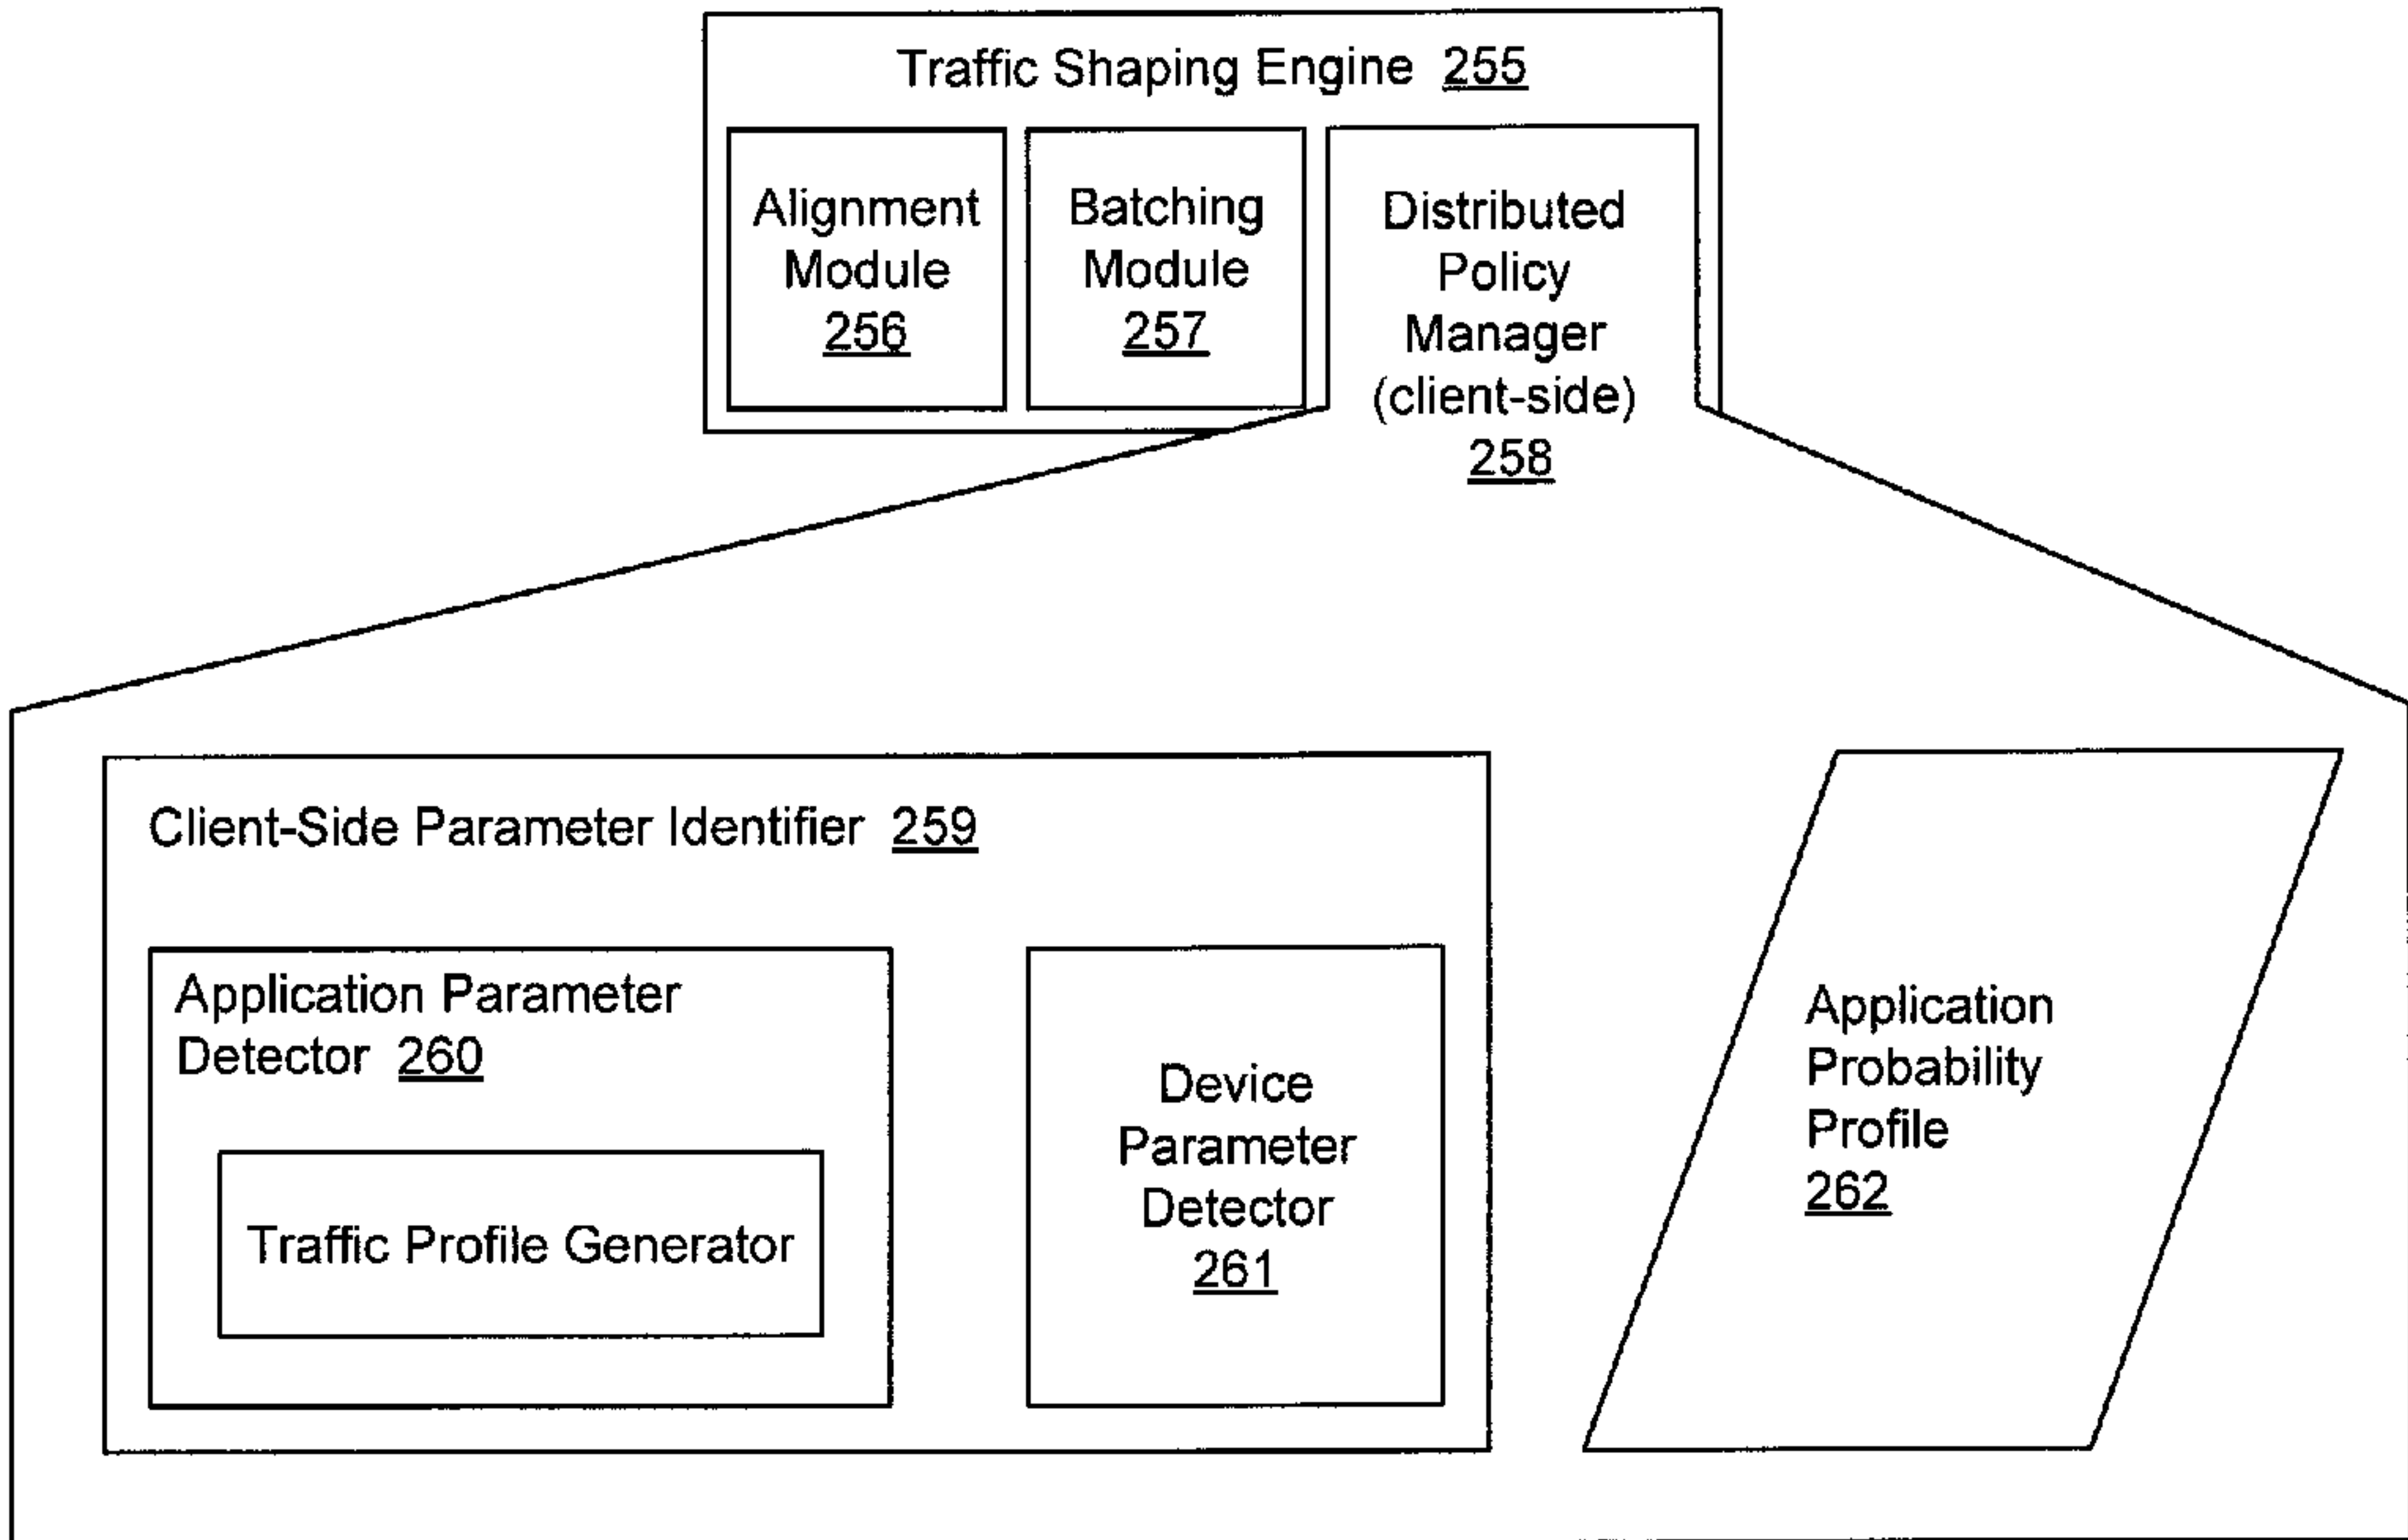 Traffic Shaping Engine 255
Alignment
Module
256
Batching
Module
257
Distributed
Policy
Manager
(client-side)
258
Client-Side Parameter Identifier 259
Application Parameter
Detector 260
Traffic Profile Generator
Device
Parameter
Detector
261
Application
Probability
Profile
262